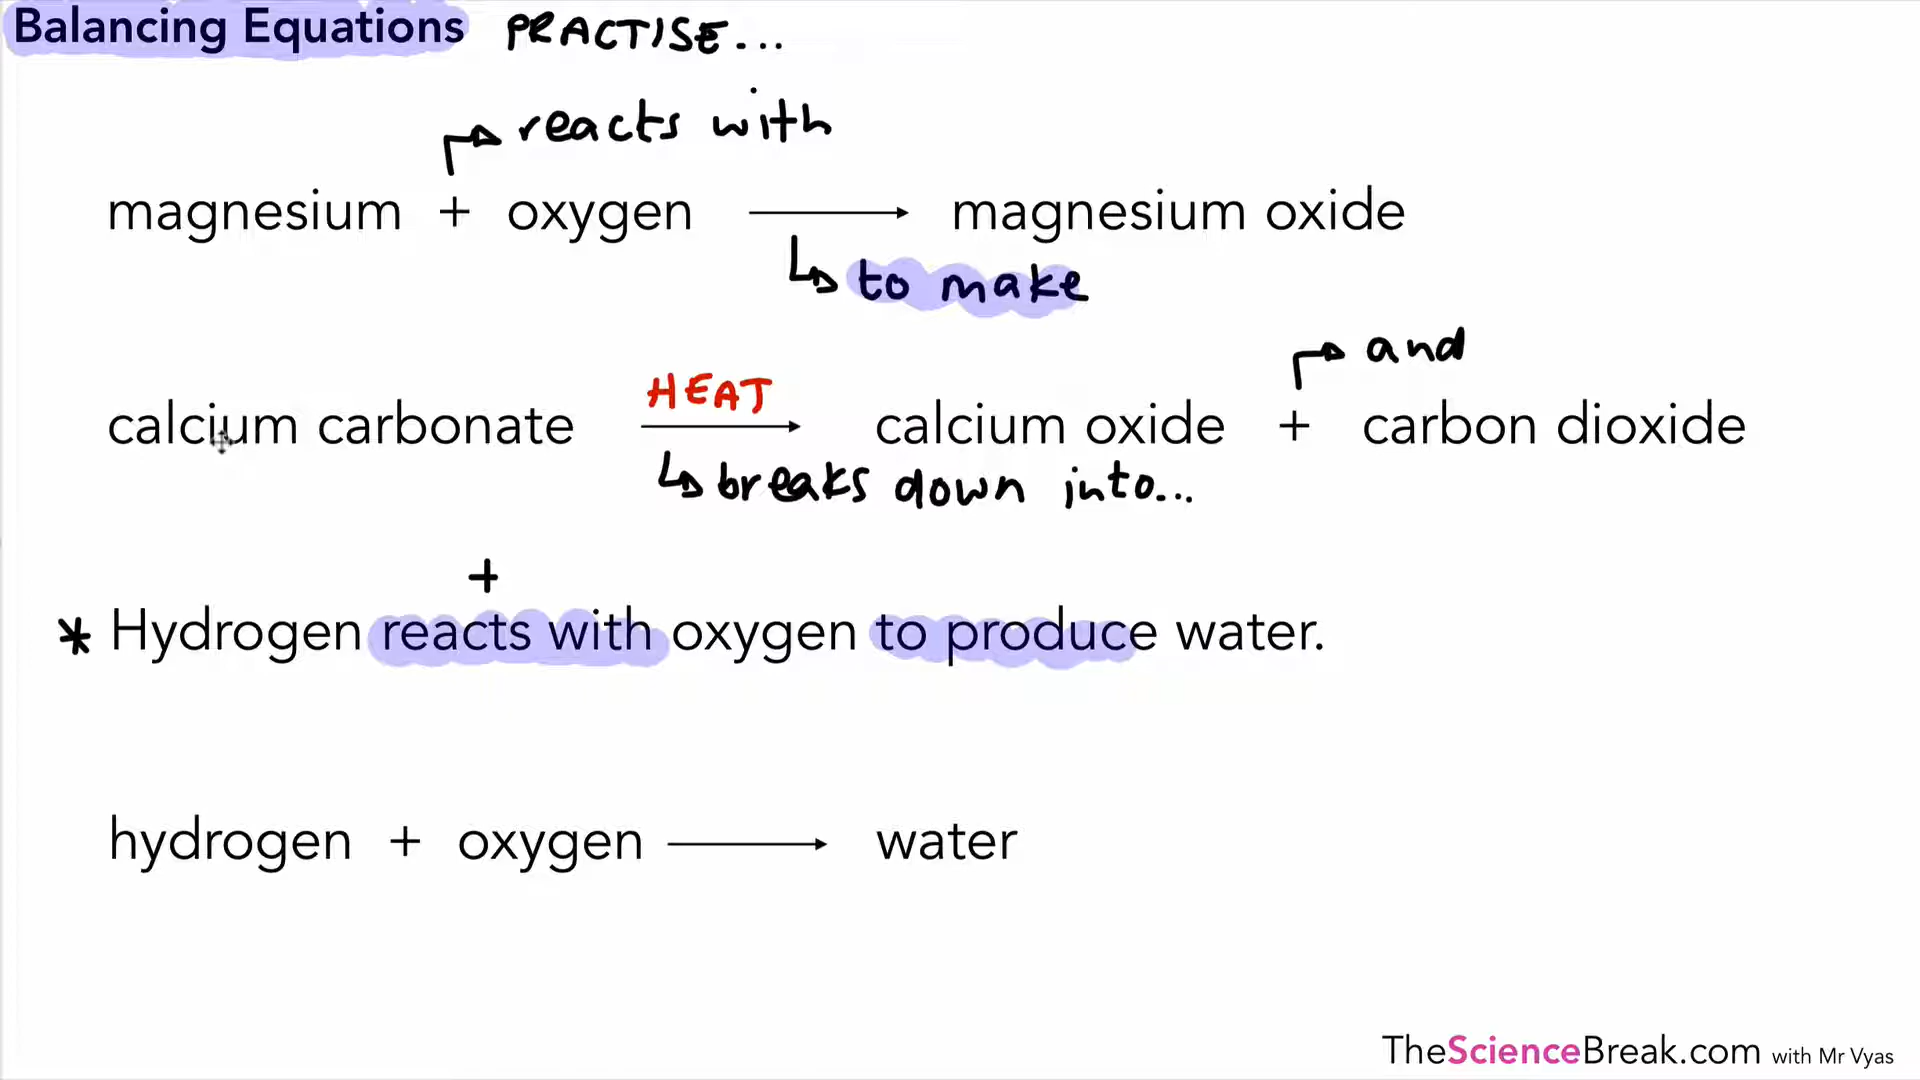 Balancing Equations PRACTISE...
reacts with
magnesium + oxygen ⟶ magnesium oxide
to make
and
HEAT
calcium carbonate ⟶ calcium oxide + carbon dioxide
breaks down into...
+
* Hydrogen reacts with oxygen to produce water.
hydrogen + oxygen ⟶ water
TheScienceBreak.com with Mr Vyas